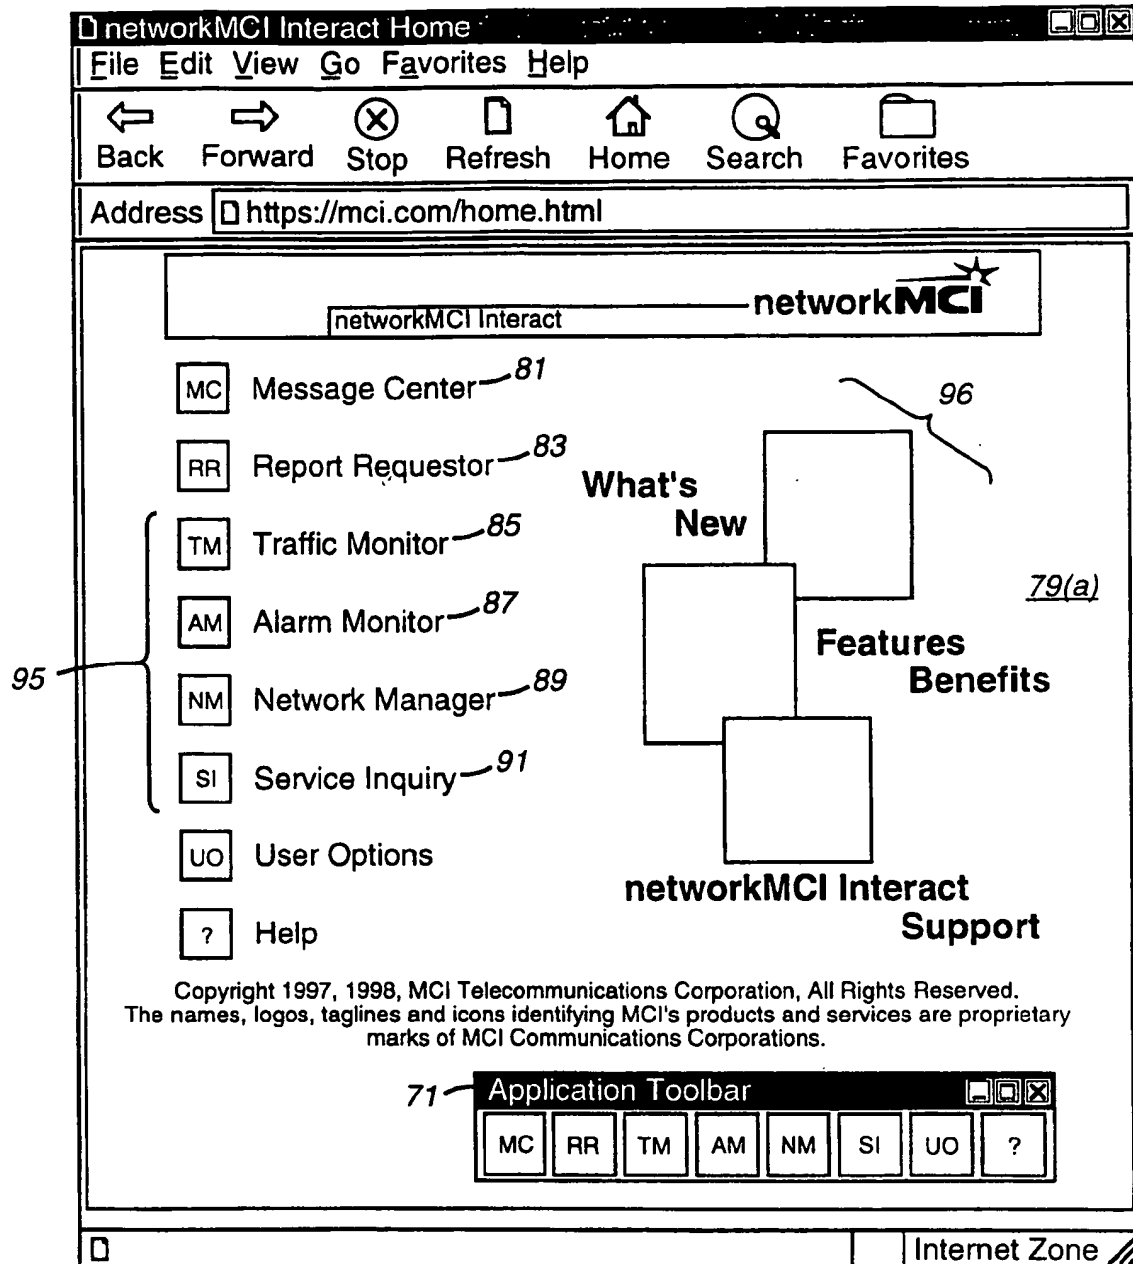 networkMCI Interact Home
File Edit View Go Favorites Help
Back Forward Stop Refresh Home Search Favorites
Address https://mci.com/home.html
networkMCI
networkMCI Interact
MC Message Center 81
96
RR Report Requestor 83
What's
New
TM Traffic Monitor 85
79(a)
AM Alarm Monitor 87
Features
Benefits
95
NM Network Manager 89
SI Service Inquiry 91
UO User Options
networkMCI Interact
Support
? Help
Copyright 1997, 1998, MCI Telecommunications Corporation, All Rights Reserved.
The names, logos, taglines and icons identifying MCI's products and services are proprietary
marks of MCI Communications Corporations.
71 Application Toolbar
MC RR TM AM NM SI UO ?
Internet Zone